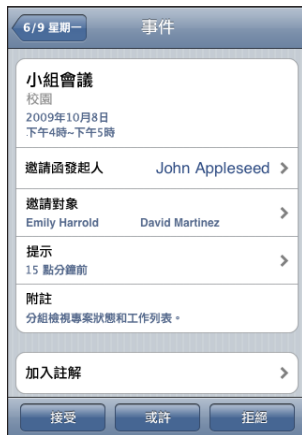 6/9 星期一
事件
小組會議
校園
2009年10月8日
下午4時~下午5時
邀請函發起人 John Appleseed
邀請對象
Emily Harrold David Martinez
提示
15 點分鐘前
附註
分組檢視專案狀態和工作列表。
加入註解
接受 或許 拒絕